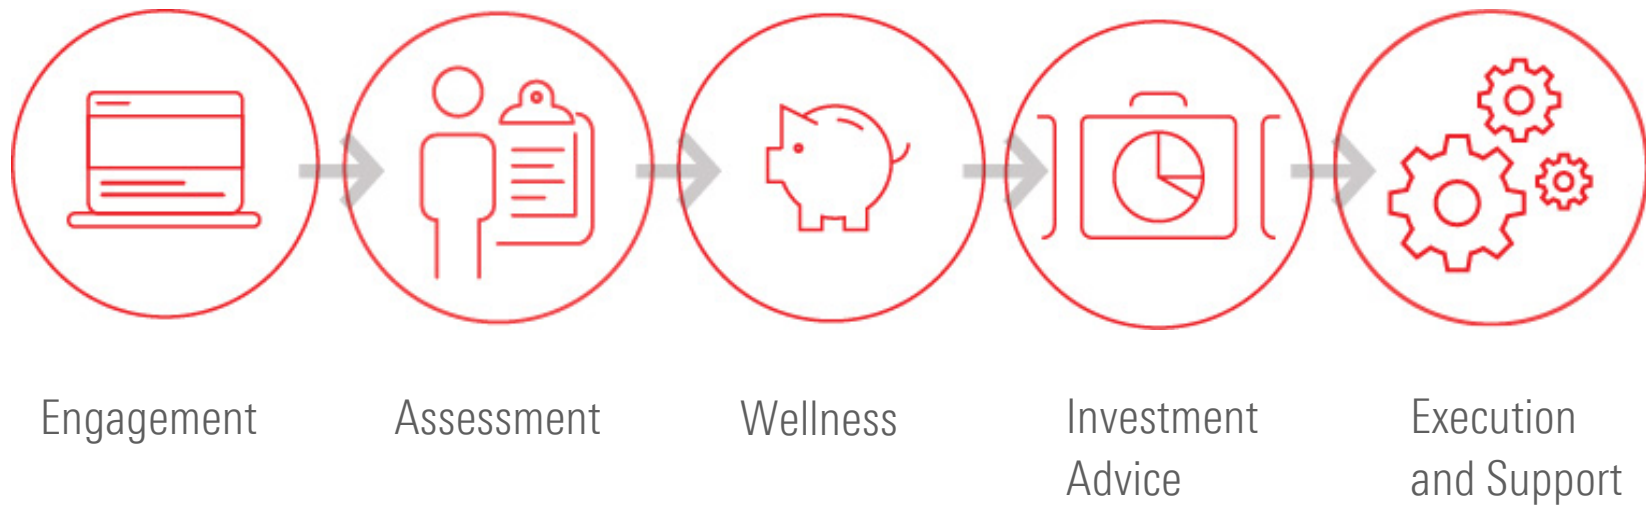 Engagement
Assessment
Wellness
Investment
Advice
Execution
and Support